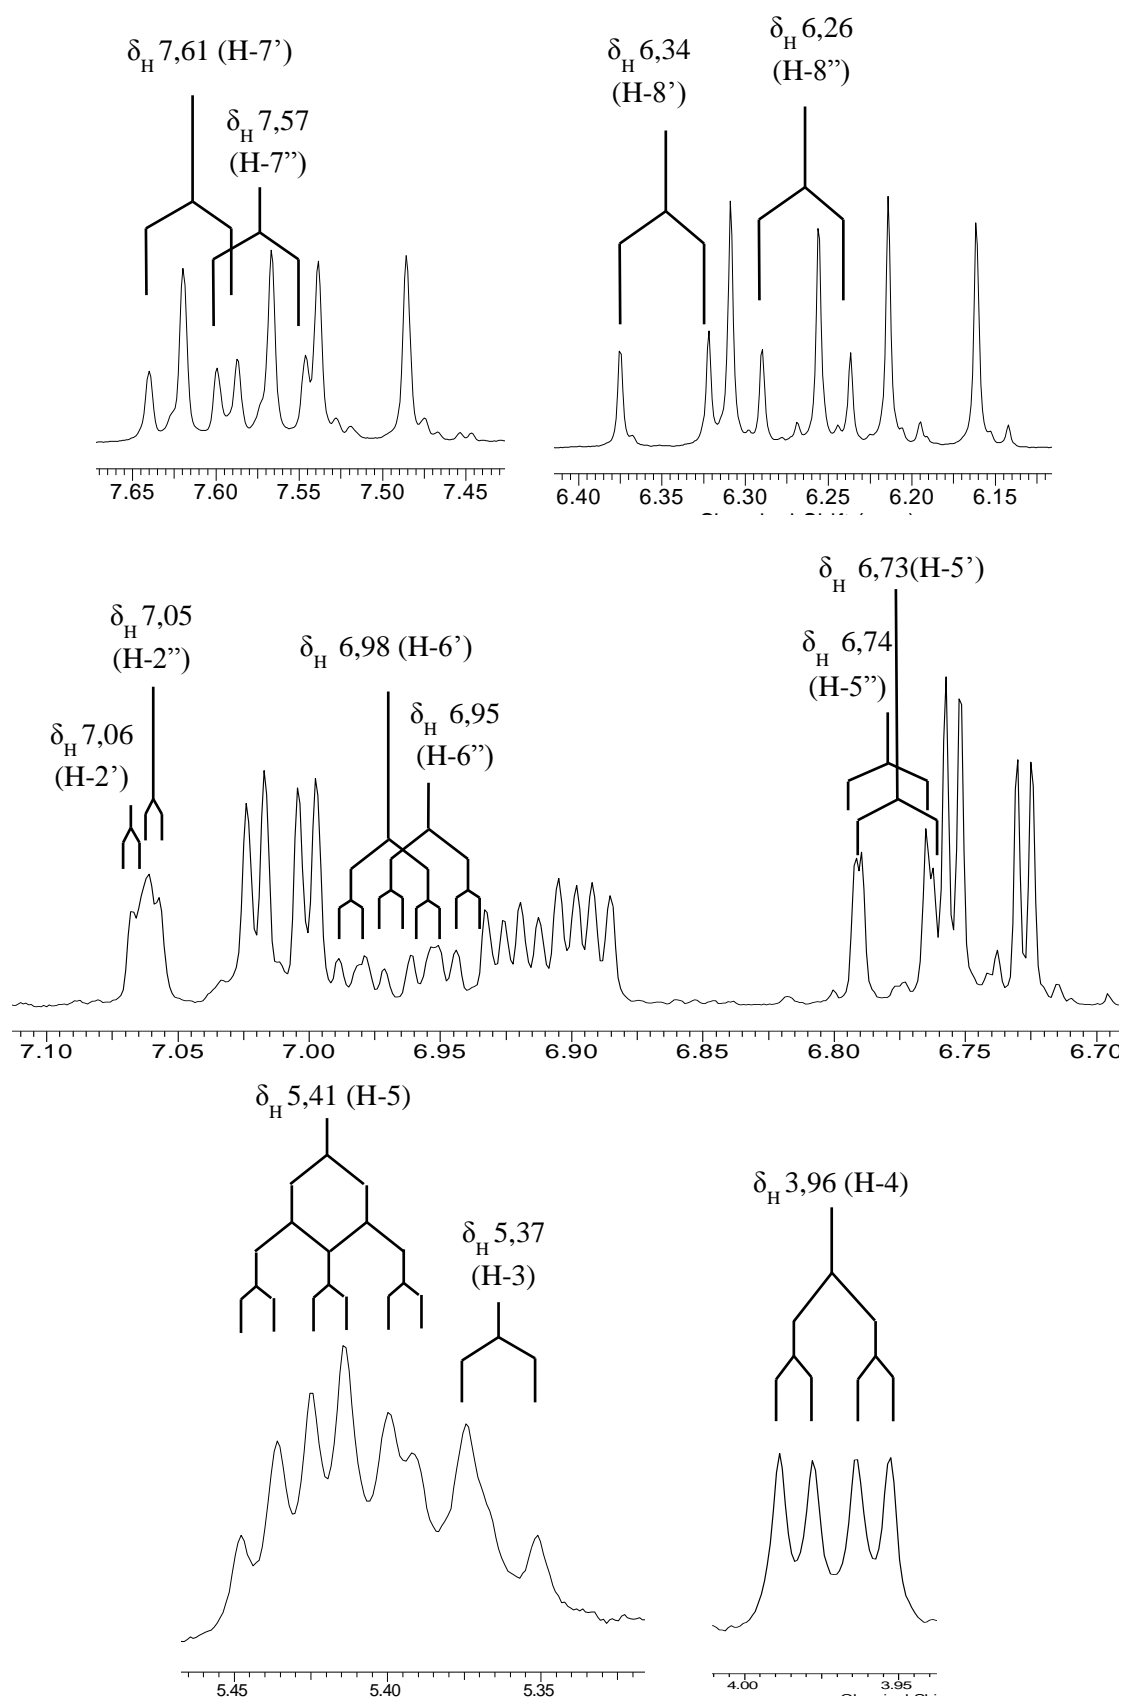 δH 7,61 (H-7’)
δH 7,57
(H-7”)
δH 6,34
(H-8’)
δH 6,26
(H-8”)
7.65 7.60 7.55 7.50 7.45
6.40 6.35 6.30 6.25 6.20 6.15
δH 7,05
(H-2”)
δH 7,06
(H-2’)
δH 6,98 (H-6’)
δH 6,95
(H-6”)
δH 6,73(H-5’)
δH 6,74
(H-5”)
7.10 7.05 7.00 6.95 6.90 6.85 6.80 6.75 6.70
δH 5,41 (H-5)
δH 5,37
(H-3)
δH 3,96 (H-4)
5.45 5.40 5.35
4.00 3.95